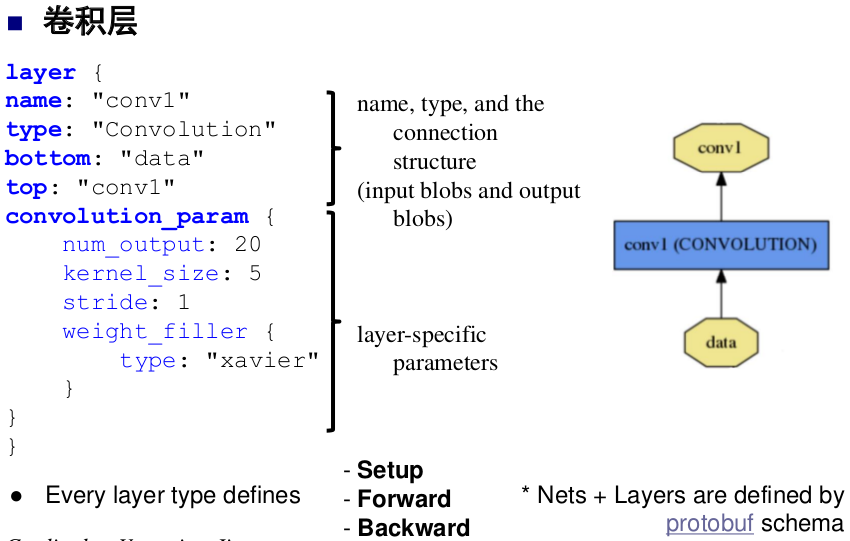 卷积层
layer {
name: "conv1"
type: "Convolution"
bottom: "data"
top: "conv1"
convolution_param {
num_output: 20
kernel_size: 5
stride: 1
weight_filler {
type: "xavier"
}
}
}
name, type, and the
connection
structure
(input blobs and output
blobs)
layer-specific
parameters
conv1
conv1 (CONVOLUTION)
data
● Every layer type defines
- Setup
- Forward
- Backward
* Nets + Layers are defined by
protobuf schema